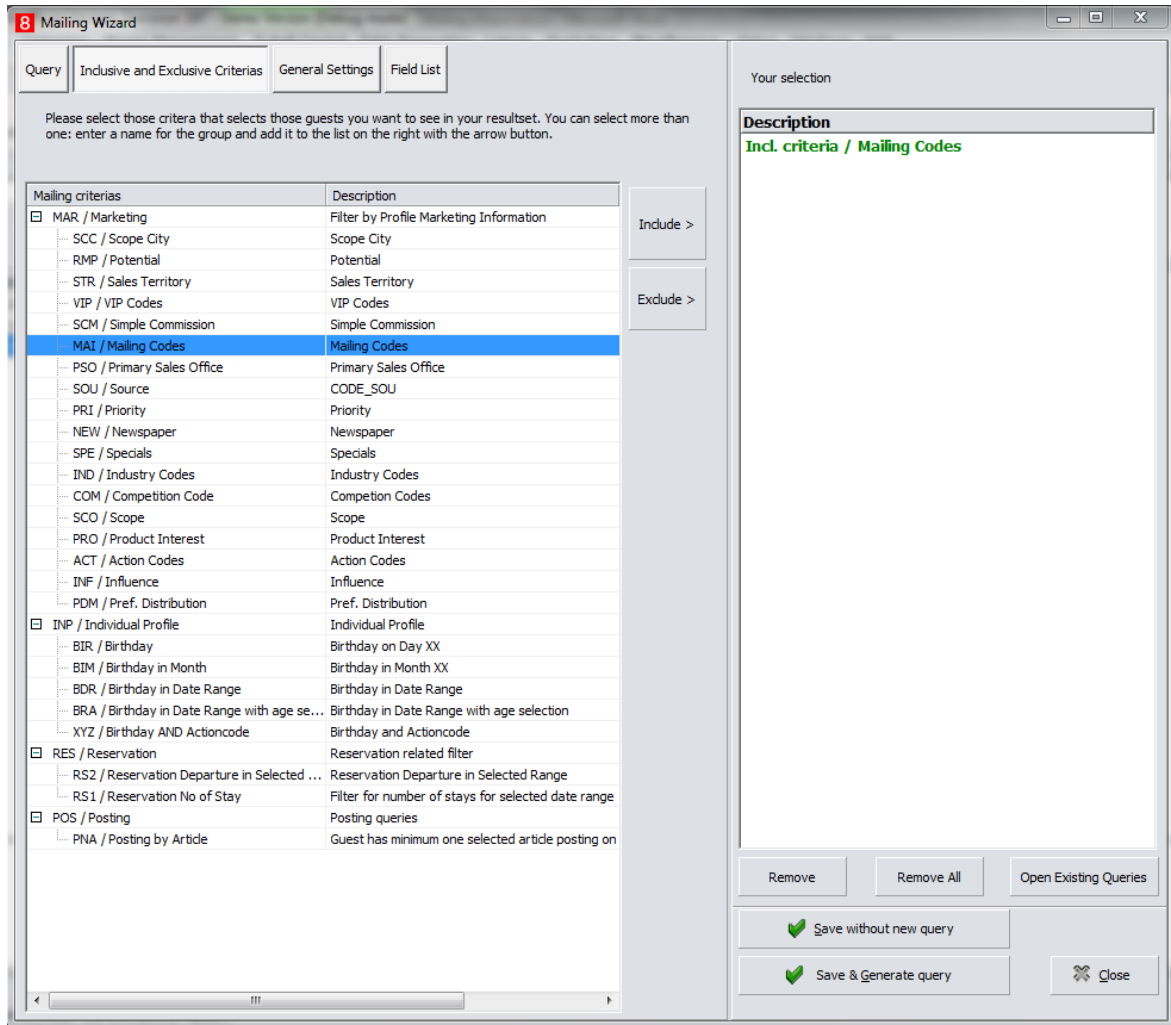 8 Mailing Wizard
Query Inclusive and Exclusive Criterias General Settings Field List
Please select those critera that selects those guests you want to see in your resultset. You can select more than
one: enter a name for the group and add it to the list on the right with the arrow button.
Mailing criterias Description
MAR / Marketing Filter by Profile Marketing Information
SCC / Scope City Scope City
RMP / Potential Potential
STR / Sales Territory Sales Territory
VIP / VIP Codes VIP Codes
SCM / Simple Commission Simple Commission
MAI / Mailing Codes Mailing Codes
PSO / Primary Sales Office Primary Sales Office
SOU / Source CODE_SOU
PRI / Priority Priority
NEW / Newspaper Newspaper
SPE / Specials Specials
IND / Industry Codes Industry Codes
COM / Competition Code Competion Codes
SCO / Scope Scope
PRO / Product Interest Product Interest
ACT / Action Codes Action Codes
INF / Influence Influence
PDM / Pref. Distribution Pref. Distribution
INP / Individual Profile Individual Profile
BIR / Birthday Birthday on Day XX
BIM / Birthday in Month Birthday in Month XX
BDR / Birthday in Date Range Birthday in Date Range
BRA / Birthday in Date Range with age se... Birthday in Date Range with age selection
XYZ / Birthday AND Actioncode Birthday and Actioncode
RES / Reservation Reservation related filter
RS2 / Reservation Departure in Selected ... Reservation Departure in Selected Range
RS1 / Reservation No of Stay Filter for number of stays for selected date range
POS / Posting Posting queries
PNA / Posting by Article Guest has minimum one selected article posting on
Include >
Exclude >
Your selection
Description
Incl. criteria / Mailing Codes
Remove Remove All Open Existing Queries
Save without new query
Save & Generate query Close